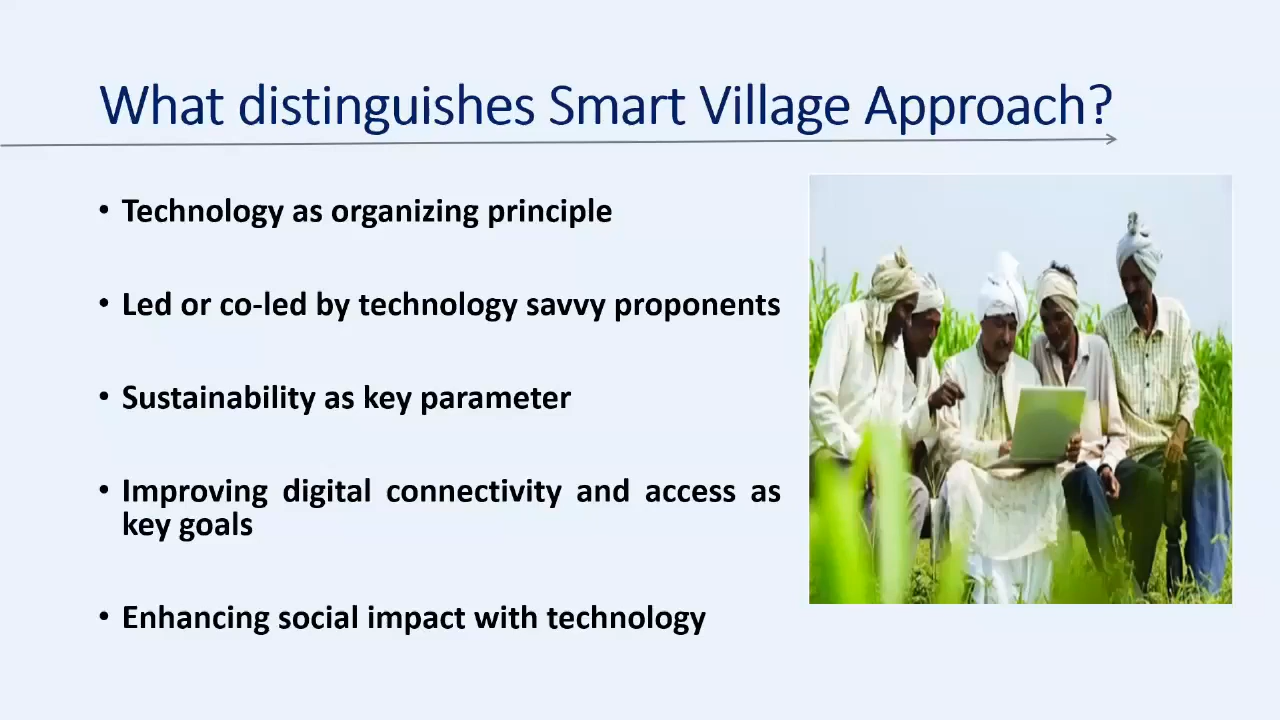 What distinguishes Smart Village Approach?
• Technology as organizing principle
• Led or co-led by technology savvy proponents
• Sustainability as key parameter
• Improving digital connectivity and access as
key goals
• Enhancing social impact with technology